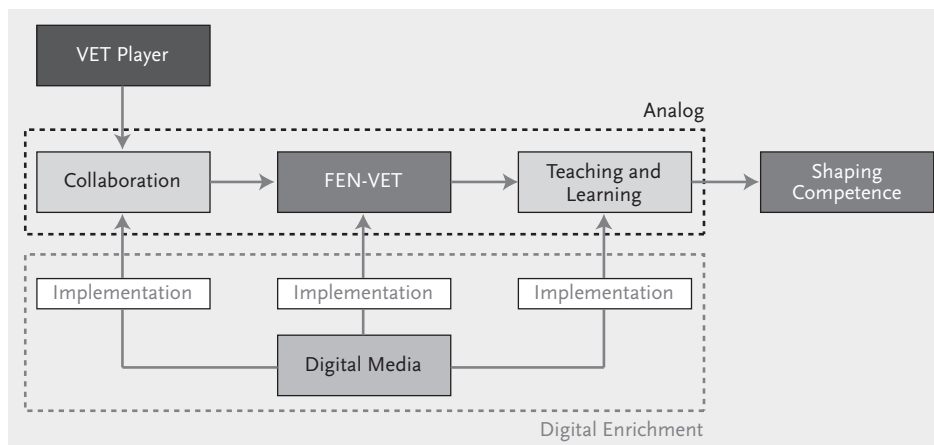 VET Player
Analog
Collaboration
FEN-VET
Teaching and
Learning
Shaping
Competence
Implementation
Implementation
Implementation
Digital Media
Digital Enrichment